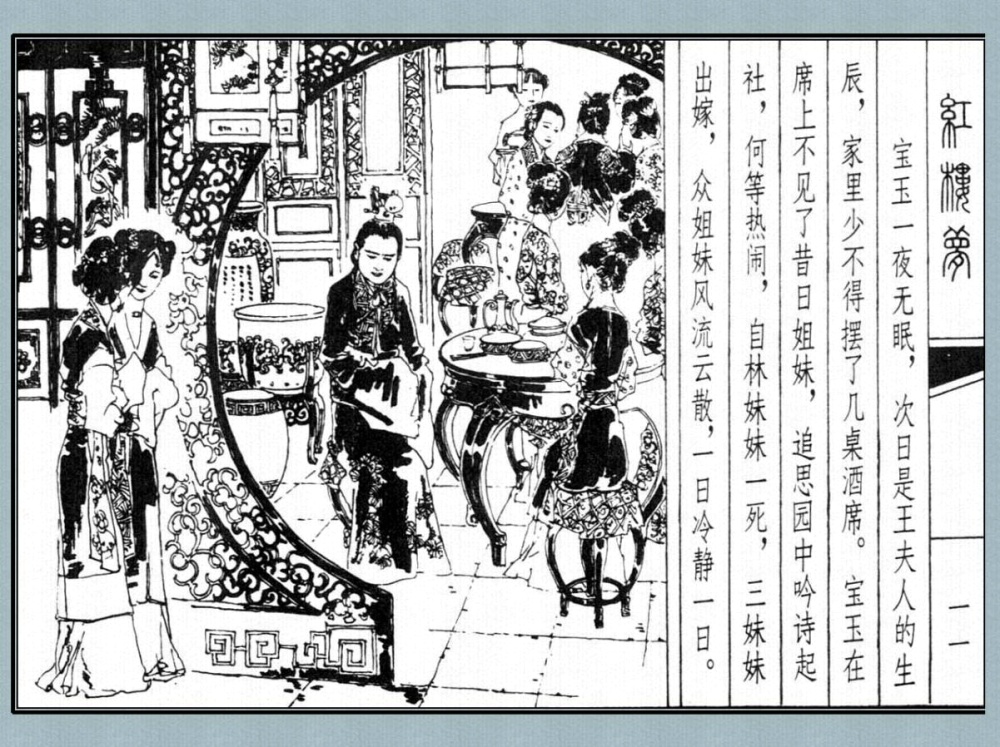 紅樓夢
一一
宝玉一夜无眠，次日是王夫人的生
辰，家里少不得摆了几桌酒席。宝玉在
席上不见了昔日姐妹，追思园中吟诗起
社，何等热闹，自林妹妹一死，三妹妹
出嫁，众姐妹风流云散，一日冷静一日。